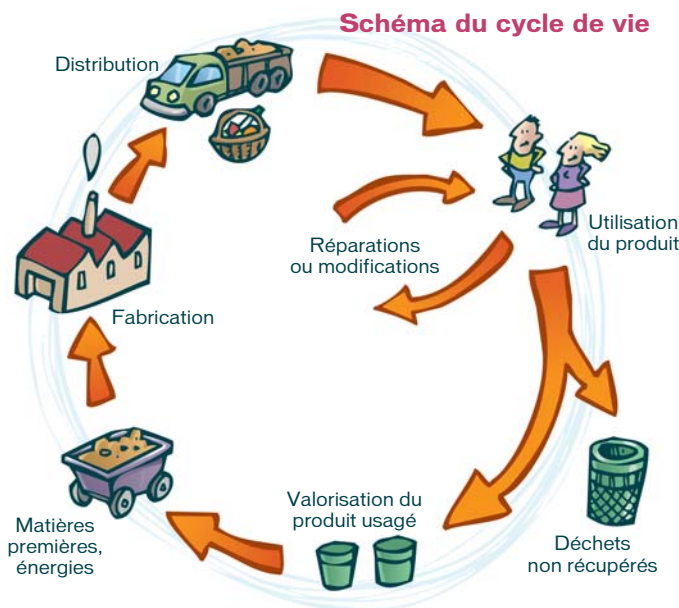 Schéma du cycle de vie
Distribution
Utilisation
du produit
Réparations
ou modifications
Fabrication
Valorisation du
produit usagé
Matières
premières,
énergies
Déchets
non récupérés